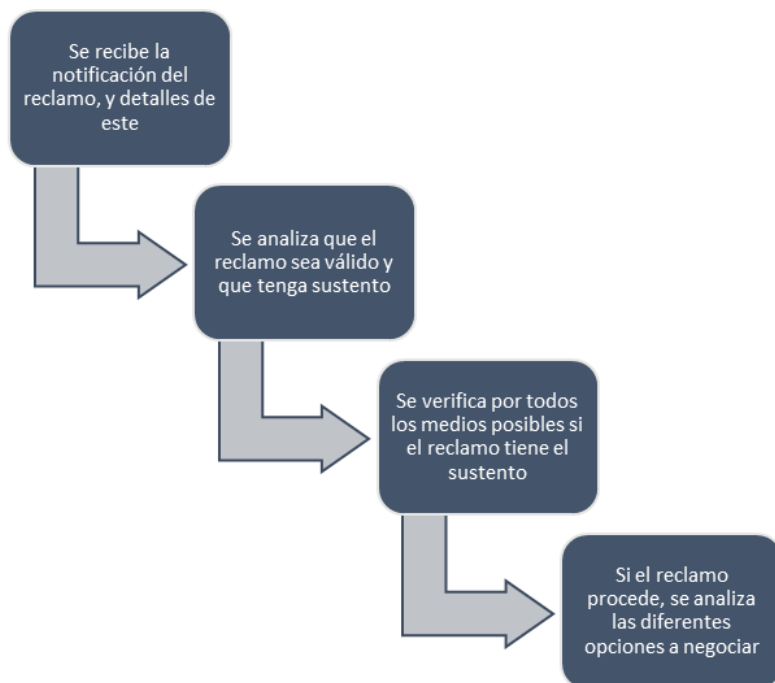 Se recibe la
notificación del
reclamo, y detalles de
este
Se analiza que el
reclamo sea válido y
que tenga sustento
Se verifica por todos
los medios posibles si
el reclamo tiene el
sustento
Si el reclamo
procede, se analiza
las diferentes
opciones a negociar